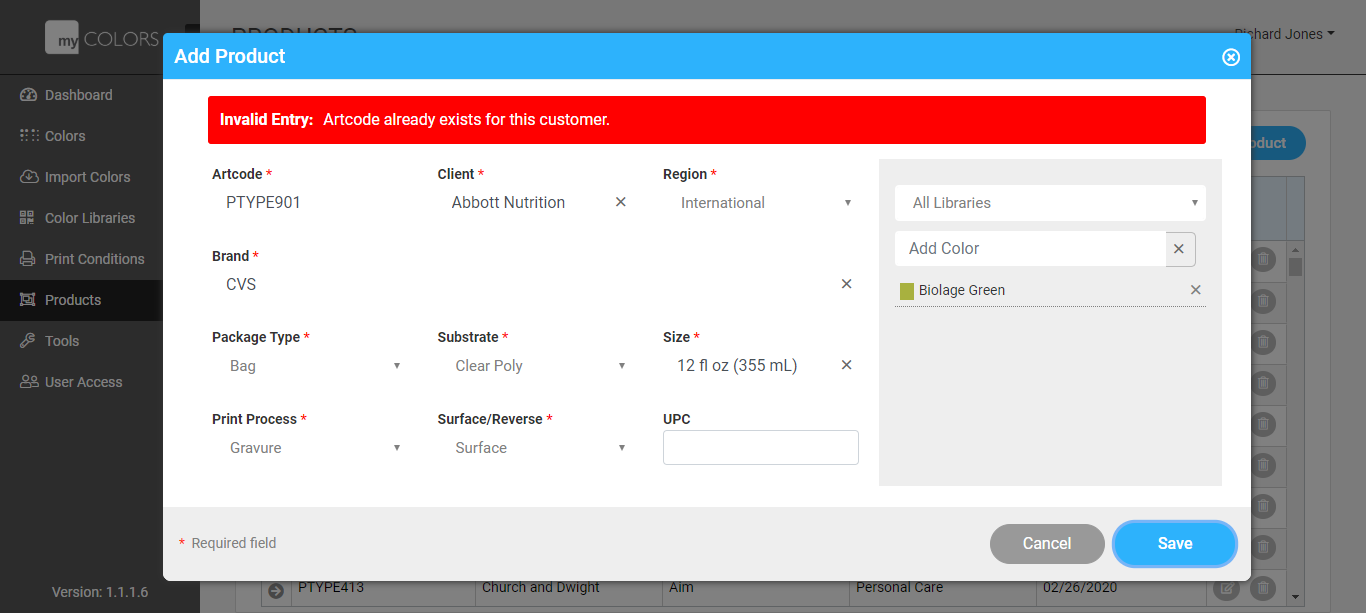 my COLORS
Richard Jones
Add Product
Dashboard
Colors
Import Colors
Color Libraries
Print Conditions
Products
Tools
User Access
Version: 1.1.1.6
Invalid Entry: Artcode already exists for this customer.
Artcode * Client * Region *
PTYPE901 Abbott Nutrition International
Brand *
CVS
Package Type * Substrate * Size *
Bag Clear Poly 12 fl oz (355 mL)
Print Process * Surface/Reverse * UPC
Gravure Surface
All Libraries
Add Color
Biolage Green
* Required field
Cancel Save
PTYPE413 Church and Dwight Aim Personal Care 02/26/2020